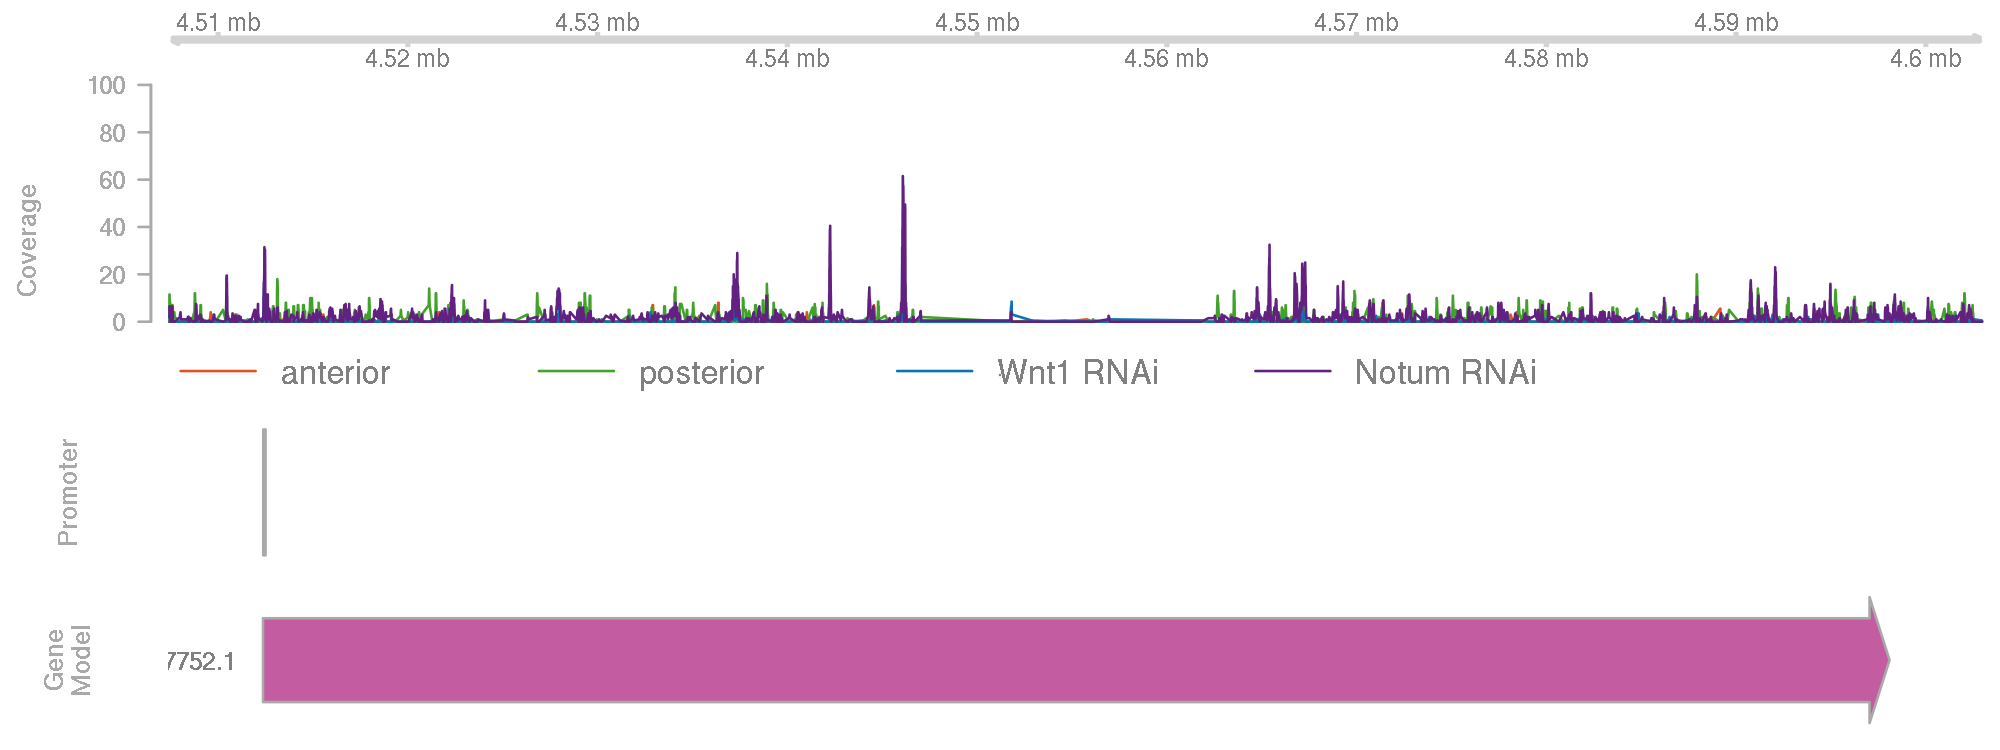 4.51 mb 4.53 mb 4.55 mb 4.57 mb 4.59 mb
4.52 mb 4.54 mb 4.56 mb 4.58 mb 4.6 mb
100
80
60
40
20
0
Coverage
anterior posterior Wnt1 RNAi Notum RNAi
Promoter
Gene
Model
7752.1